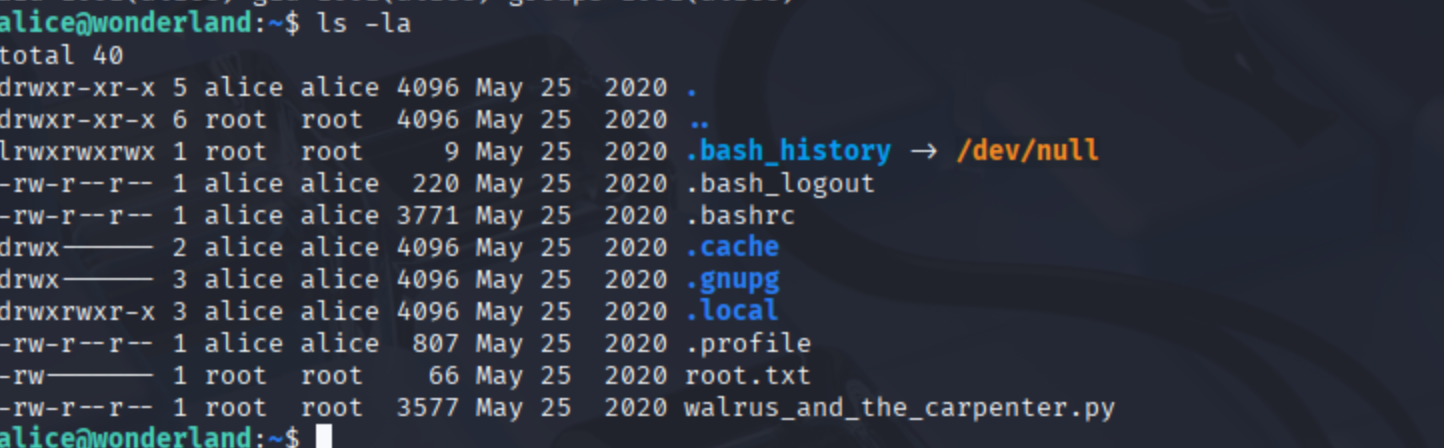 alice@wonderland:~$ ls -la
total 40
drwxr-xr-x 5 alice alice 4096 May 25  2020 .
drwxr-xr-x 6 root  root  4096 May 25  2020 ..
lrwxrwxrwx 1 root  root     9 May 25  2020 .bash_history → /dev/null
-rw-r--r-- 1 alice alice  220 May 25  2020 .bash_logout
-rw-r--r-- 1 alice alice 3771 May 25  2020 .bashrc
drwx------ 2 alice alice 4096 May 25  2020 .cache
drwx------ 3 alice alice 4096 May 25  2020 .gnupg
drwxrwxr-x 3 alice alice 4096 May 25  2020 .local
-rw-r--r-- 1 alice alice  807 May 25  2020 .profile
-rw------- 1 root  root    66 May 25  2020 root.txt
-rw-r--r-- 1 root  root  3577 May 25  2020 walrus_and_the_carpenter.py
alice@wonderland:~$